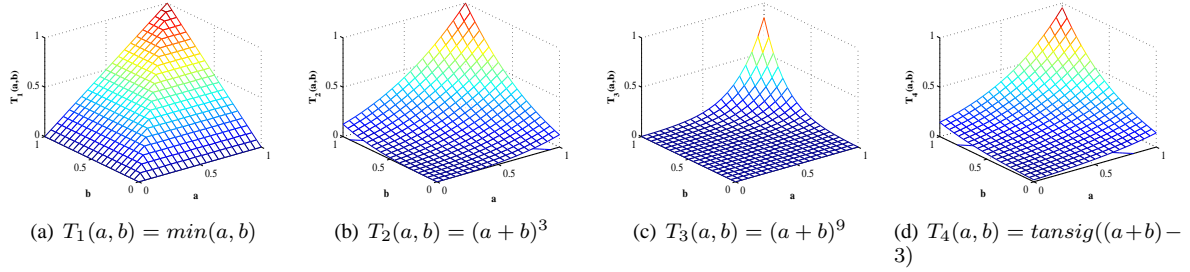 1
0.5
0
1
0.5
0
0
0.5
1
T1(a,b)
b
a
1
0.5
0
1
0.5
0
0
0.5
1
T2(a,b)
b
a
1
0.5
0
1
0.5
0
0
0.5
1
T3(a,b)
b
a
1
0.5
0
1
0.5
0
0
0.5
1
T4(a,b)
b
a
(a) T1(a, b) = min(a, b)
(b) T2(a, b) = (a + b)^3
(c) T3(a, b) = (a + b)^9
(d) T4(a, b) = tansig((a+b)−
3)